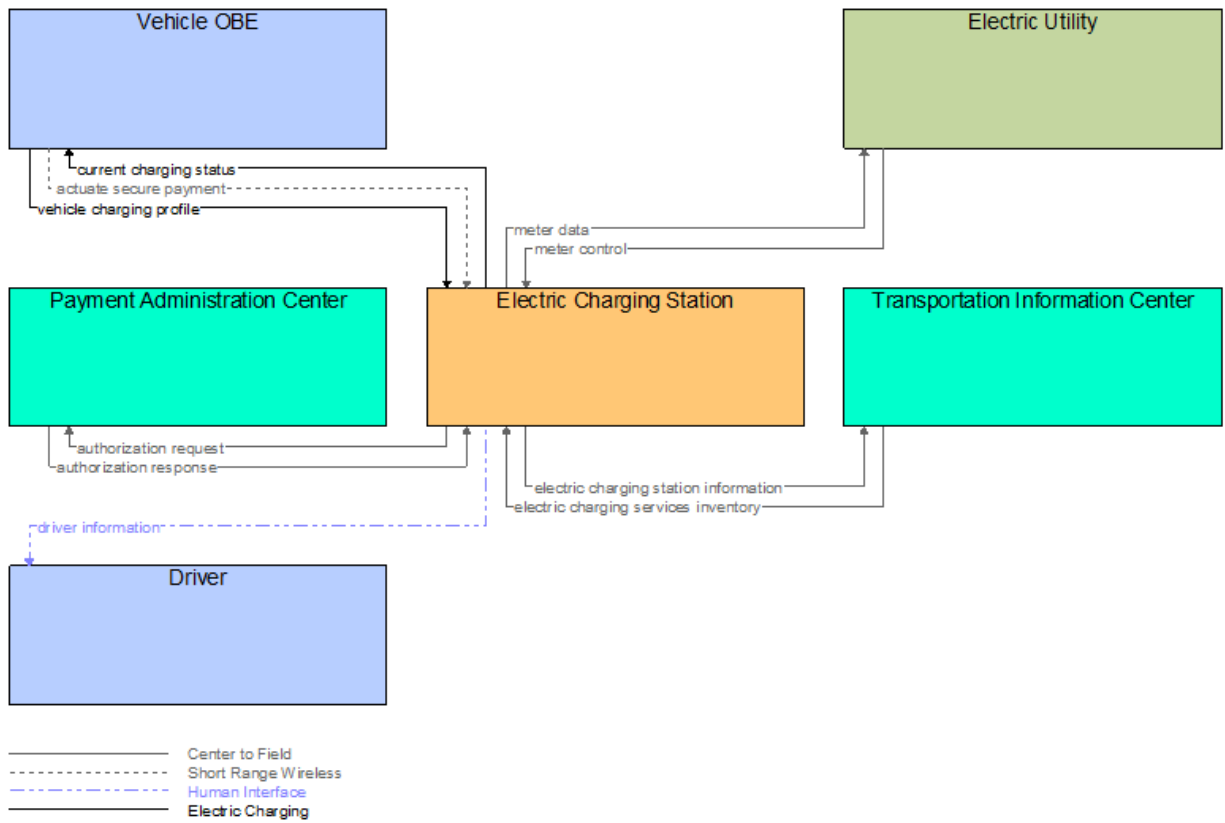 Vehicle OBE
Electric Utility
current charging status
actuate secure payment
vehicle charging profile
meter data
meter control
Payment Administration Center
Electric Charging Station
Transportation Information Center
authorization request
authorization response
electric charging station information
electric charging services inventory
driver information
Driver
Center to Field
Short Range Wireless
Human Interface
Electric Charging